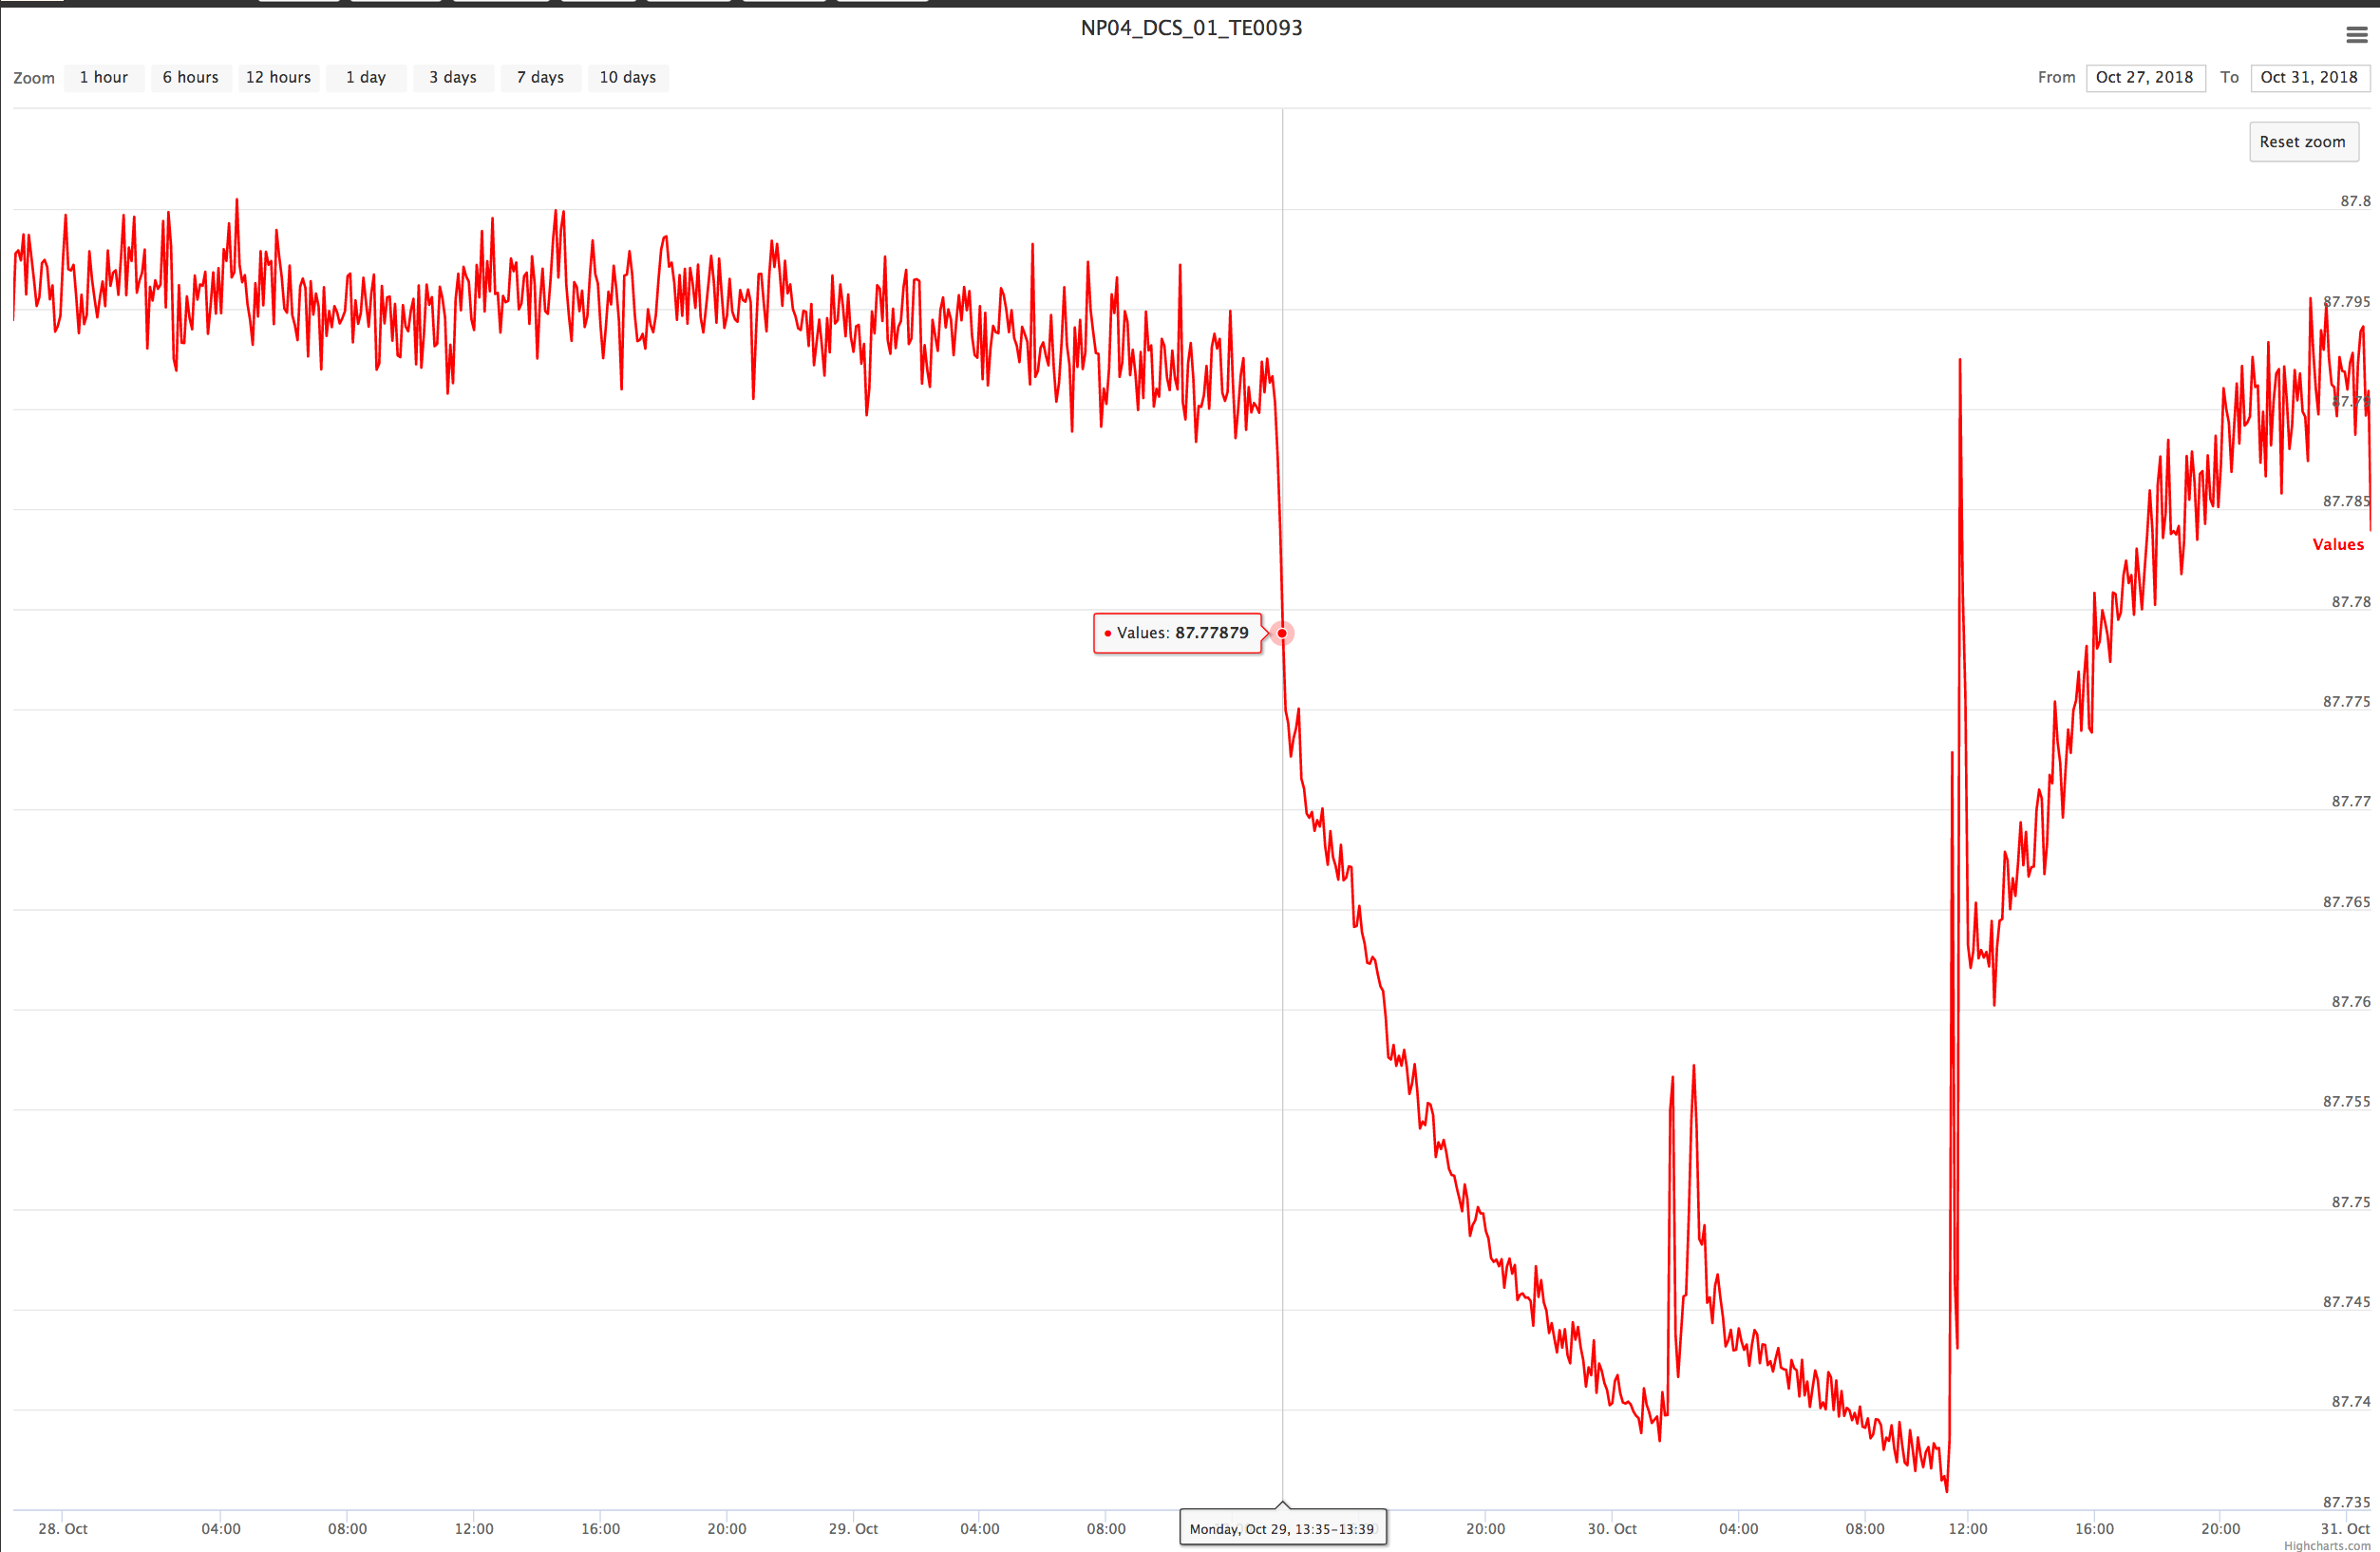 NP04_DCS_01_TE0093
Zoom 1 hour 6 hours 12 hours 1 day 3 days 7 days 10 days From Oct 27, 2018 To Oct 31, 2018
Reset zoom
87.8
87.795
87.79
87.785
Values
87.78
Values: 87.77879
87.775
87.77
87.765
87.76
87.755
87.75
87.745
87.74
87.735
28. Oct 04:00 08:00 12:00 16:00 20:00 29. Oct 04:00 08:00 Monday, Oct 29, 13:35–13:39 20:00 30. Oct 04:00 08:00 12:00 16:00 20:00 31. Oct
Highcharts.com